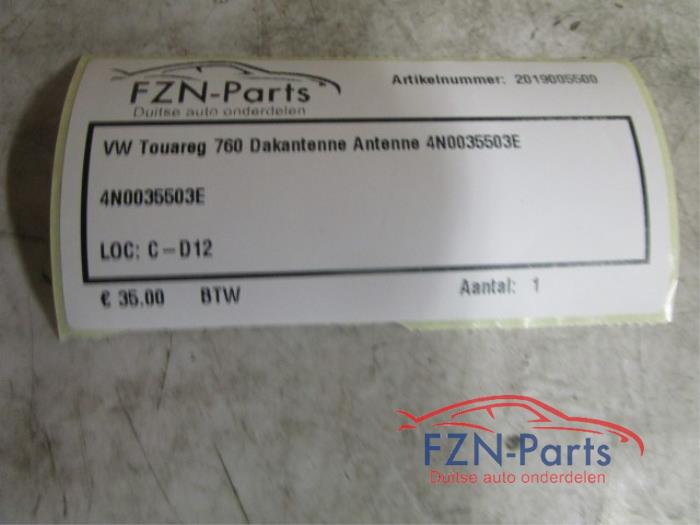 FZN-Parts
Duitse auto onderdelen
Artikelnummer: 2019005500
VW Touareg 760 Dakantenne Antenne 4N0035503E
4N0035503E
LOC: C-D12
€ 35.00 BTW Aantal: 1
FZN-Parts
Duitse auto onderdelen